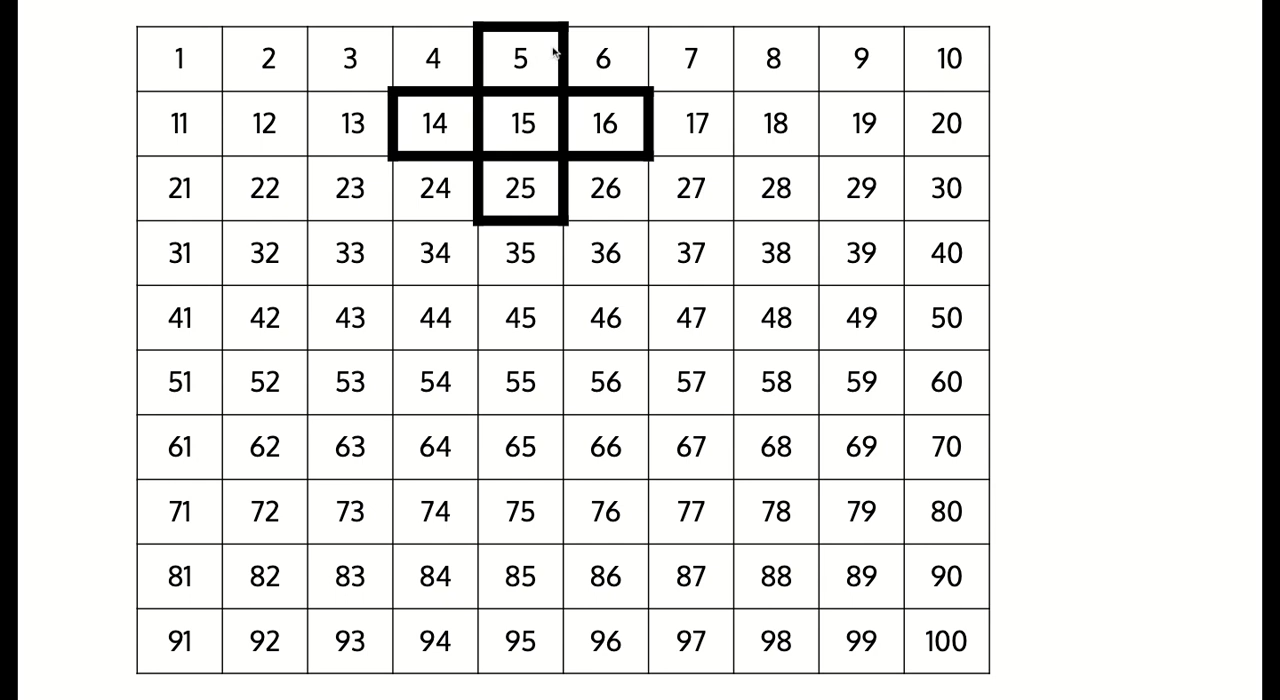 1 2 3 4 5 6 7 8 9 10
11 12 13 14 15 16 17 18 19 20
21 22 23 24 25 26 27 28 29 30
31 32 33 34 35 36 37 38 39 40
41 42 43 44 45 46 47 48 49 50
51 52 53 54 55 56 57 58 59 60
61 62 63 64 65 66 67 68 69 70
71 72 73 74 75 76 77 78 79 80
81 82 83 84 85 86 87 88 89 90
91 92 93 94 95 96 97 98 99 100